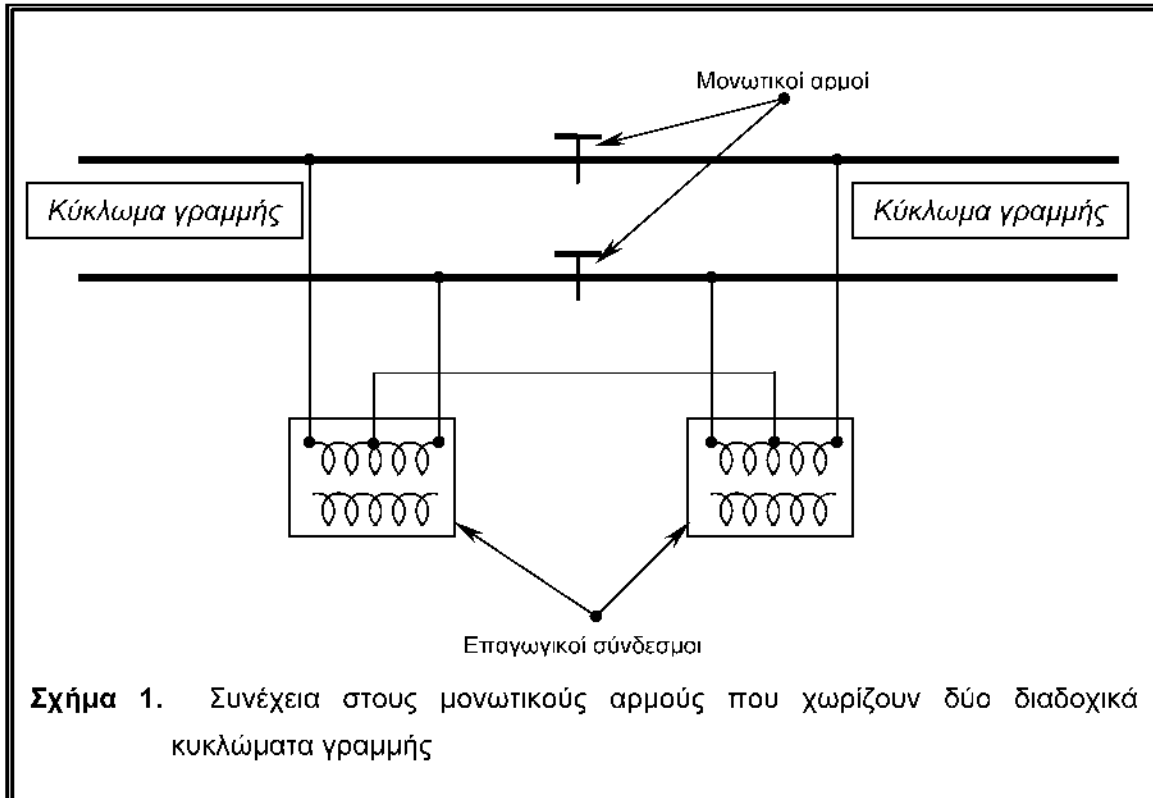 Μονωτικοί αρμοί
Κύκλωμα γραμμής
Κύκλωμα γραμμής
Επαγωγικοί σύνδεσμοι
Σχήμα 1. Συνέχεια στους μονωτικούς αρμούς που χωρίζουν δύο διαδοχικά
κυκλώματα γραμμής